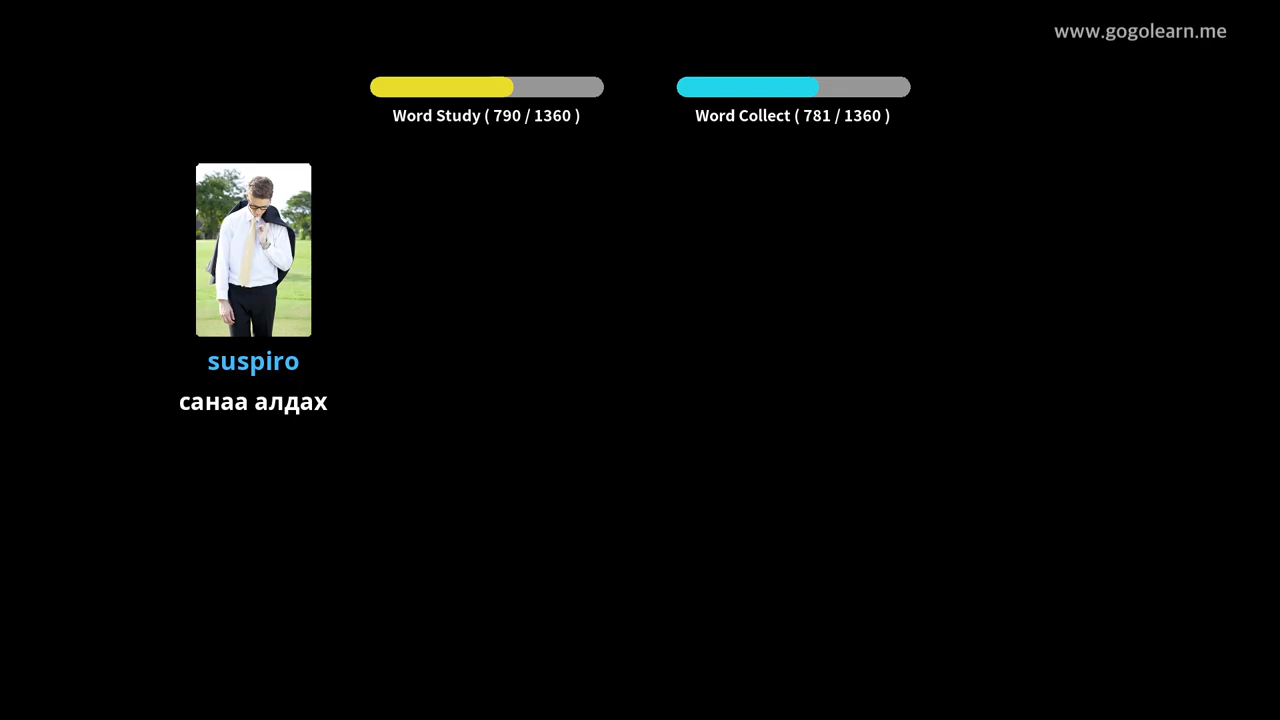 www.gogolearn.me
Word Study ( 790 / 1360 )
Word Collect ( 781 / 1360 )
suspiro
санаа алдах